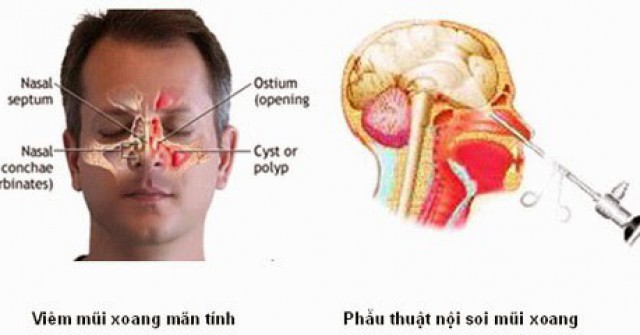 Nasal
septum
Ostium
(opening
Nasal
conchae
rbinates)
Cyst or
polyp
Viêm mũi xoang mãn tính
Phẫu thuật nội soi mũi xoang